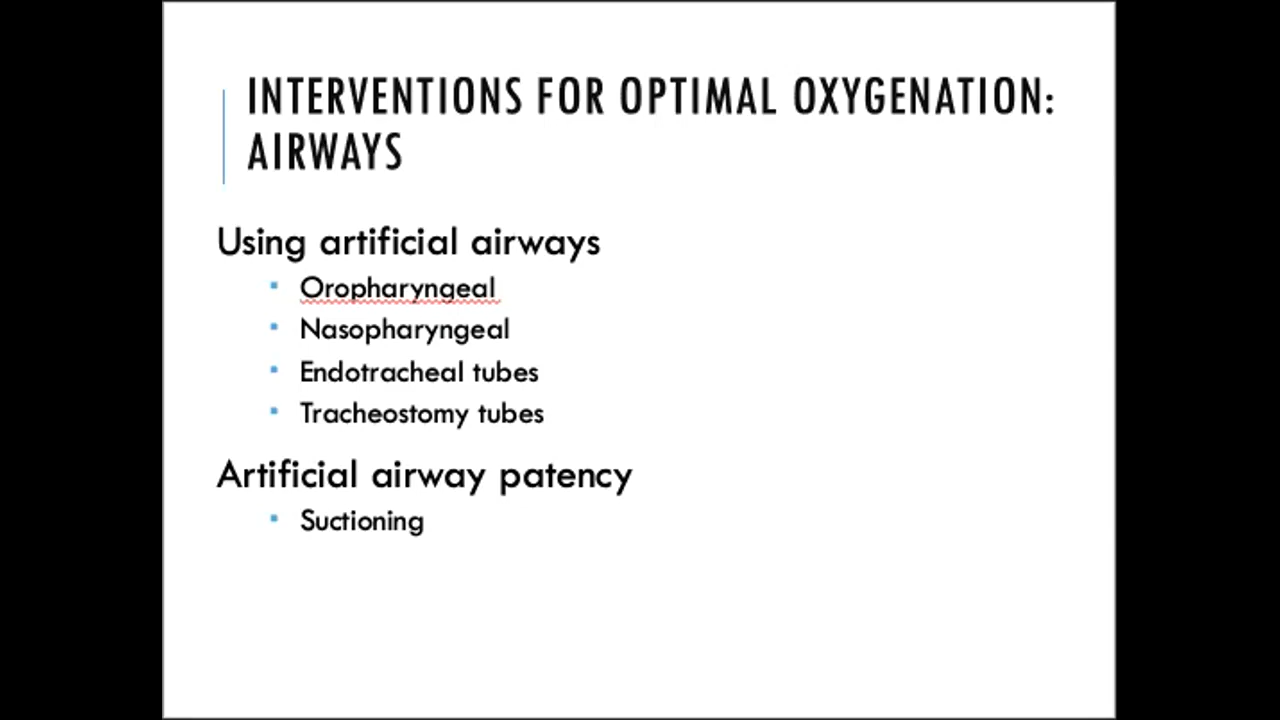 INTERVENTIONS FOR OPTIMAL OXYGENATION:
AIRWAYS
Using artificial airways
▪ Oropharyngeal
▪ Nasopharyngeal
▪ Endotracheal tubes
▪ Tracheostomy tubes
Artificial airway patency
▪ Suctioning